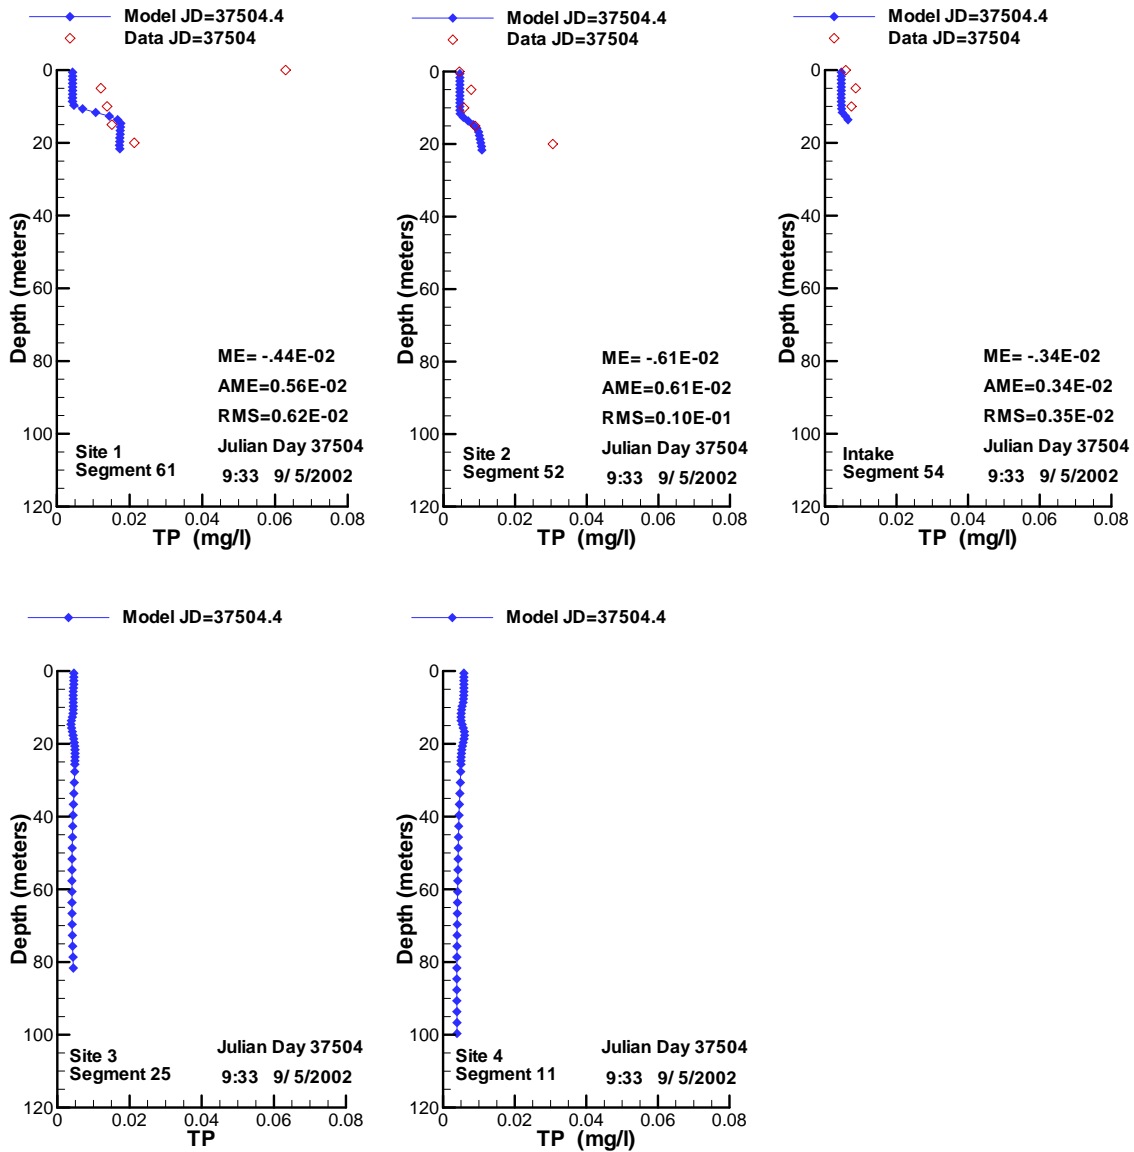 Model JD=37504.4
Data JD=37504
0
20
40
60
80
100
120
Depth (meters)
ME= -.44E-02
AME=0.56E-02
RMS=0.62E-02
Site 1
Segment 61
Julian Day 37504
9:33 9/ 5/2002
0 0.02 0.04 0.06 0.08
TP (mg/l)
Model JD=37504.4
Data JD=37504
0
20
40
60
80
100
120
Depth (meters)
ME= -.61E-02
AME=0.61E-02
RMS=0.10E-01
Site 2
Segment 52
Julian Day 37504
9:33 9/ 5/2002
0 0.02 0.04 0.06 0.08
TP (mg/l)
Model JD=37504.4
Data JD=37504
0
20
40
60
80
100
120
Depth (meters)
ME= -.34E-02
AME=0.34E-02
RMS=0.35E-02
Intake
Segment 54
Julian Day 37504
9:33 9/ 5/2002
0 0.02 0.04 0.06 0.08
TP (mg/l)
Model JD=37504.4
0
20
40
60
80
100
120
Depth (meters)
Site 3
Segment 25
Julian Day 37504
9:33 9/ 5/2002
0 0.02 0.04 0.06 0.08
TP
Model JD=37504.4
0
20
40
60
80
100
120
Depth (meters)
Site 4
Segment 11
Julian Day 37504
9:33 9/ 5/2002
0 0.02 0.04 0.06 0.08
TP (mg/l)